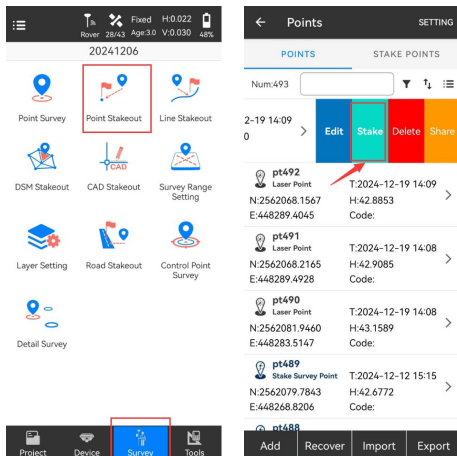 Fixed H:0.022
Rover 28/43 Age:3.0 V:0.030 48%
20241206
Point Survey Point Stakeout Line Stakeout
CAD
DSM Stakeout CAD Stakeout Survey Range
Setting
Layer Setting Road Stakeout Control Point
Survey
Detail Survey
Project Device Survey Tools
Points SETTING
POINTS STAKE POINTS
Num:493
2-19 14:09
0
Edit Stake Delete Share
pt492
Laser Point T:2024-12-19 14:09
N:2562068.1567 H:42.8853
E:448289.4045 Code:
pt491
Laser Point T:2024-12-19 14:08
N:2562068.2165 H:42.9085
E:448289.4928 Code:
pt490
Laser Point T:2024-12-19 14:08
N:2562081.9460 H:43.1589
E:448283.5147 Code:
pt489
Stake Survey Point T:2024-12-12 15:15
N:2562079.7843 H:42.6772
E:448268.8206 Code:
pt488
Add Recover Import Export